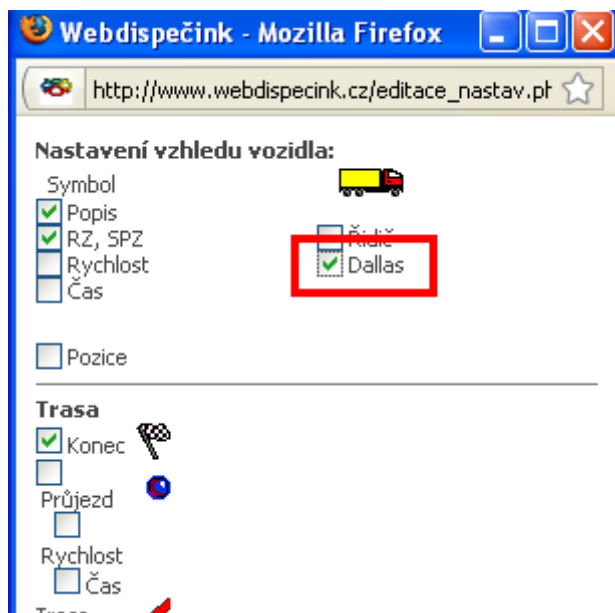 Webdispečink - Mozilla Firefox
http://www.webdispecink.cz/editace_nastav.ph
Nastavení vzhledu vozidla:
Symbol
Popis
RZ, SPZ
Řidič
Rychlost
Dallas
Čas
Pozice
Trasa
Konec
Průjezd
Rychlost
Čas
Trasa